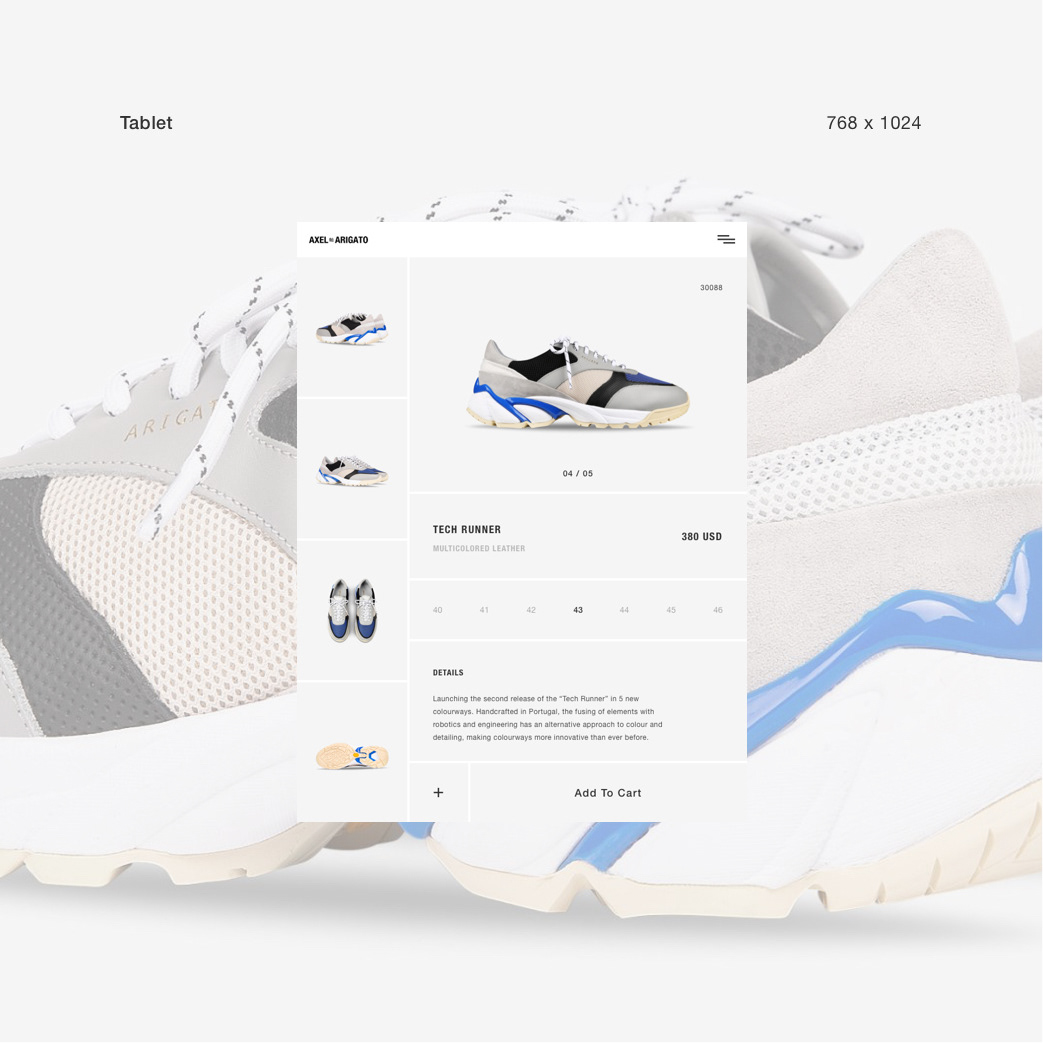 Tablet
768 x 1024
AXEL
ARIGATO
30088
ARIGAT
04 / 05
TECH RUNNER
380 USD
MULTICOLORED LEATHER
40 41 42 43 44 45 46
DETAILS
Launching the second release of the "Tech Runner" in 5 new
colourways. Handcrafted in Portugal, the fusing of elements with
robotics and engineering has an alternative approach to colour and
detailing, making colourways more innovative than ever before.
+
Add To Cart